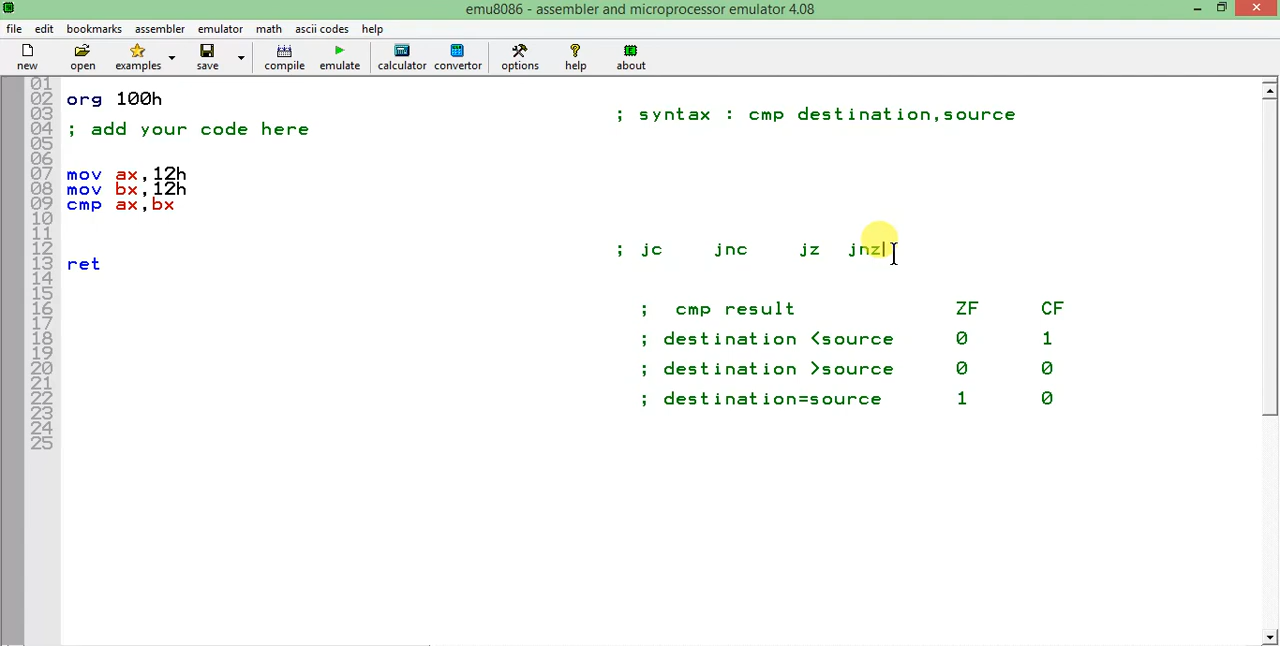 emu8086 - assembler and microprocessor emulator 4.08
file edit bookmarks assembler emulator math ascii codes help
new open examples save compile emulate calculator convertor options help about
01
02 org 100h
03 ; syntax : cmp destination,source
04 ; add your code here
05
06
07 mov ax,12h
08 mov bx,12h
09 cmp ax,bx
10
11
12 ; jc jnc jz jnz
13 ret
14
15
16 ; cmp result ZF CF
17
18 ; destination <source 0 1
19
20 ; destination >source 0 0
21
22 ; destination=source 1 0
23
24
25